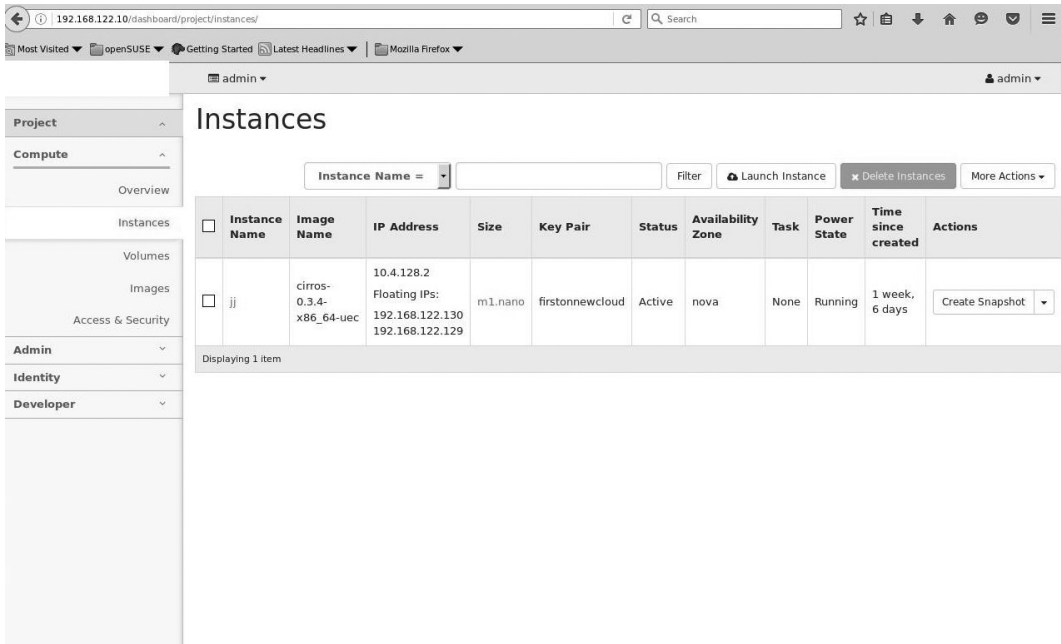 192.168.122.10/dashboard/project/instances/
Search
Most Visited openSUSE Getting Started Latest Headlines Mozilla Firefox
admin
admin
Project
Compute
Overview
Instances
Volumes
Images
Access & Security
Admin
Identity
Developer
Instances
Instance Name =
Filter
Launch Instance
Delete Instances
More Actions
Instance Name
Image Name
IP Address
Size
Key Pair
Status
Availability Zone
Task
Power State
Time since created
Actions
jj
cirros-
0.3.4-
x86_64-uec
10.4.128.2
Floating IPs:
192.168.122.130
192.168.122.129
m1.nano
firstonnewcloud
Active
nova
None
Running
1 week,
6 days
Create Snapshot
Displaying 1 item